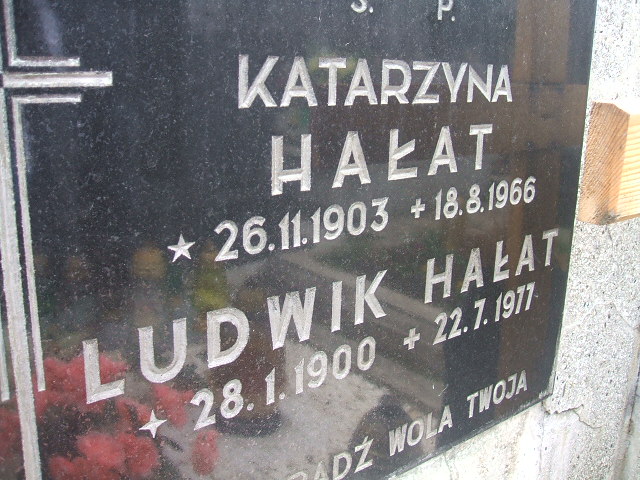 Ś. P.
KATARZYNA
HAŁAT
26.11.1903 +18.8.1966
LUDWIK HAŁAT
28.1.1900 + 22.7.1977
WOLA TWOJA